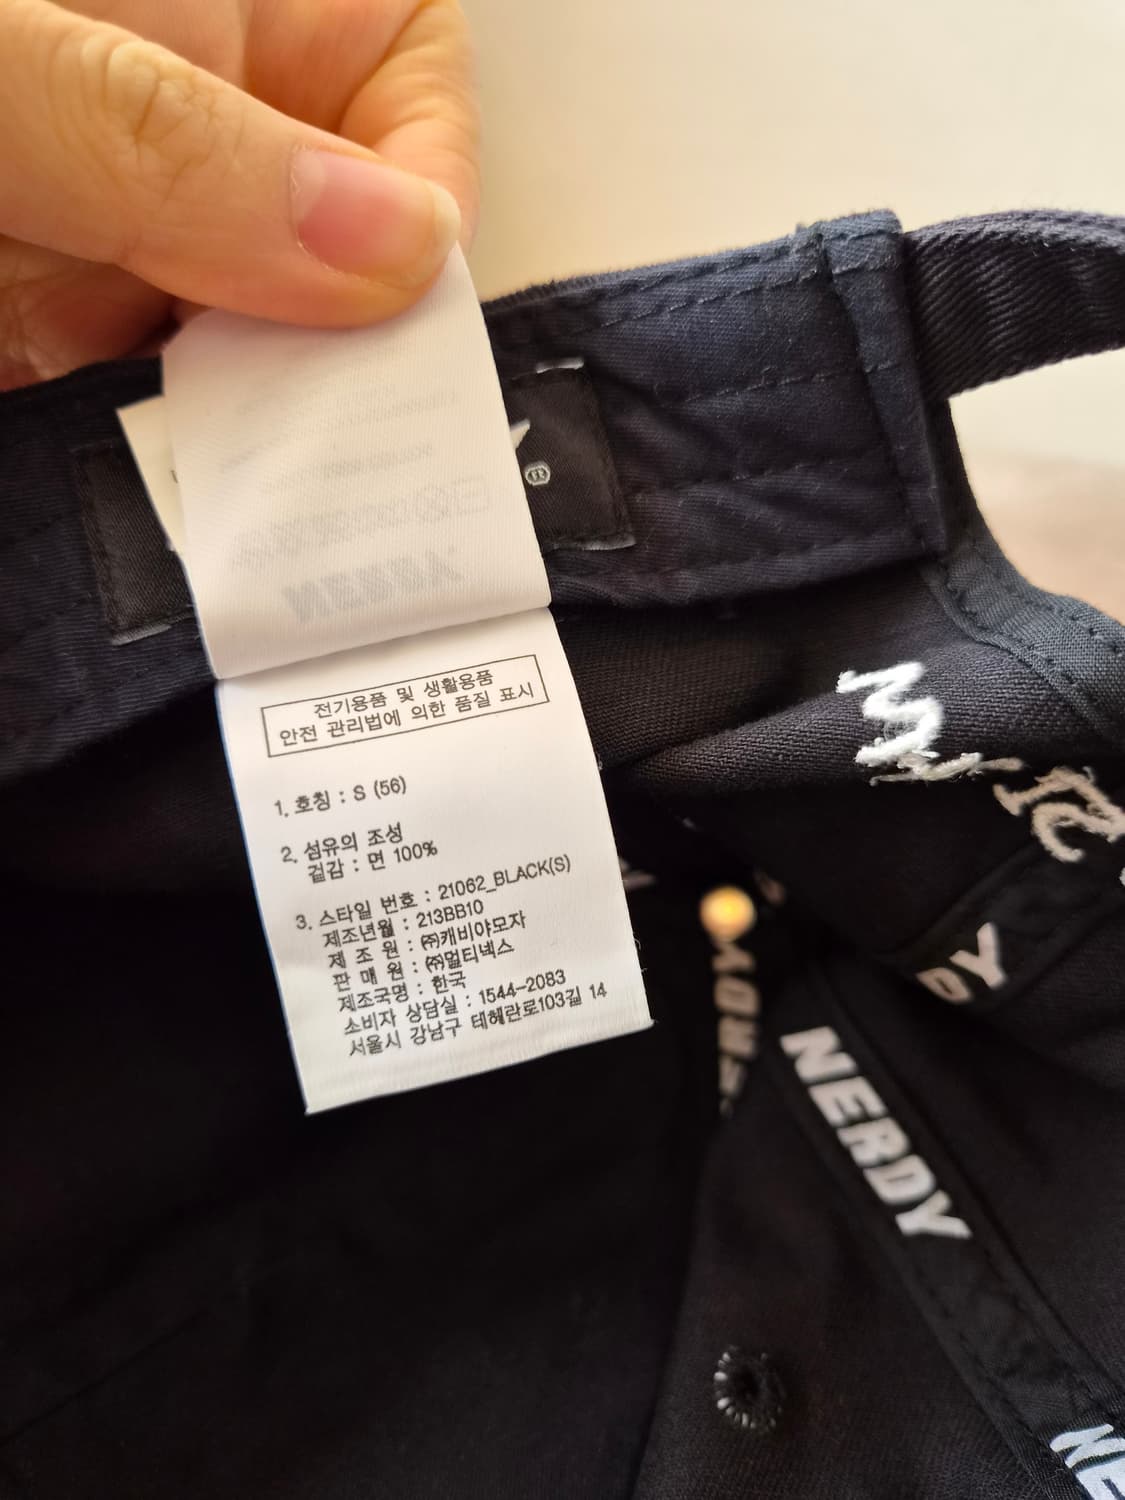 전기용품 및 생활용품
안전 관리법에 의한 품질 표시
1. 호칭 : S (56)
2. 섬유의 조성
겉감 : 면 100%
3. 스타일 번호 : 21062_BLACK(S)
제조년월 : 213BB10
제 조 원 : ㈜캐비야모자
판 매 원 : ㈜멀티넥스
제조국명 : 한국
소비자 상담실 : 1544-2083
서울시 강남구 테헤란로103길 14
DY
NERDY
NE